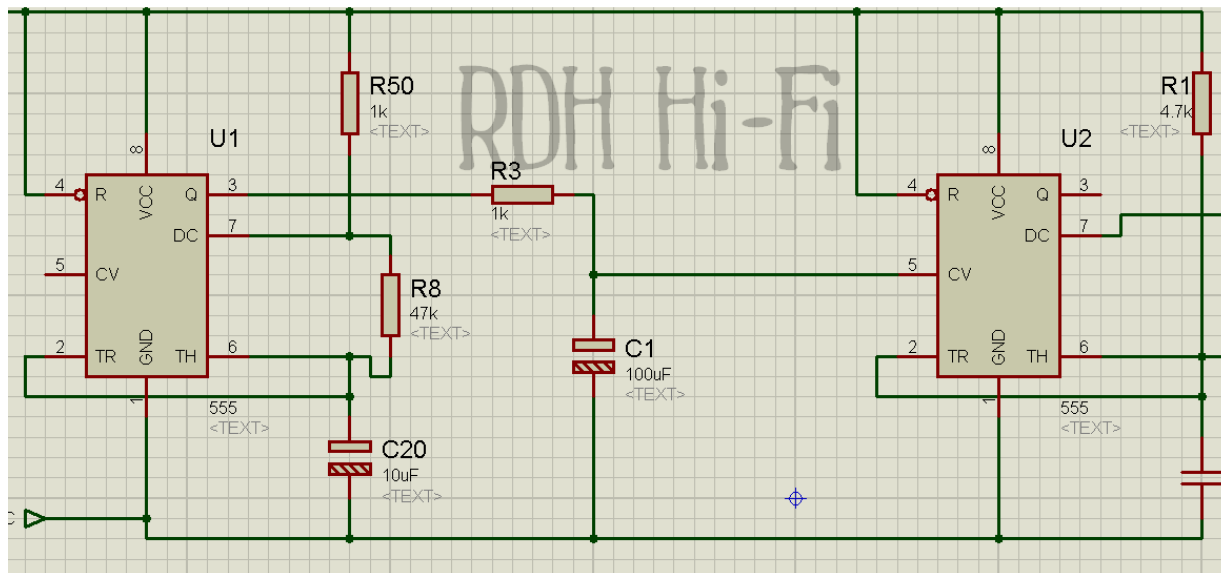 RDH Hi-Fi
R50
1k
<TEXT>
R1
4.7k
<TEXT>
U1
U2
R3
1k
<TEXT>
8
4
R
VCC
Q
3
DC
7
5
CV
2
TR
GND
TH
6
1
555
<TEXT>
R8
47k
<TEXT>
C1
100uF
<TEXT>
C20
10uF
<TEXT>
8
4
R
VCC
Q
3
DC
7
5
CV
2
TR
GND
TH
6
1
555
<TEXT>